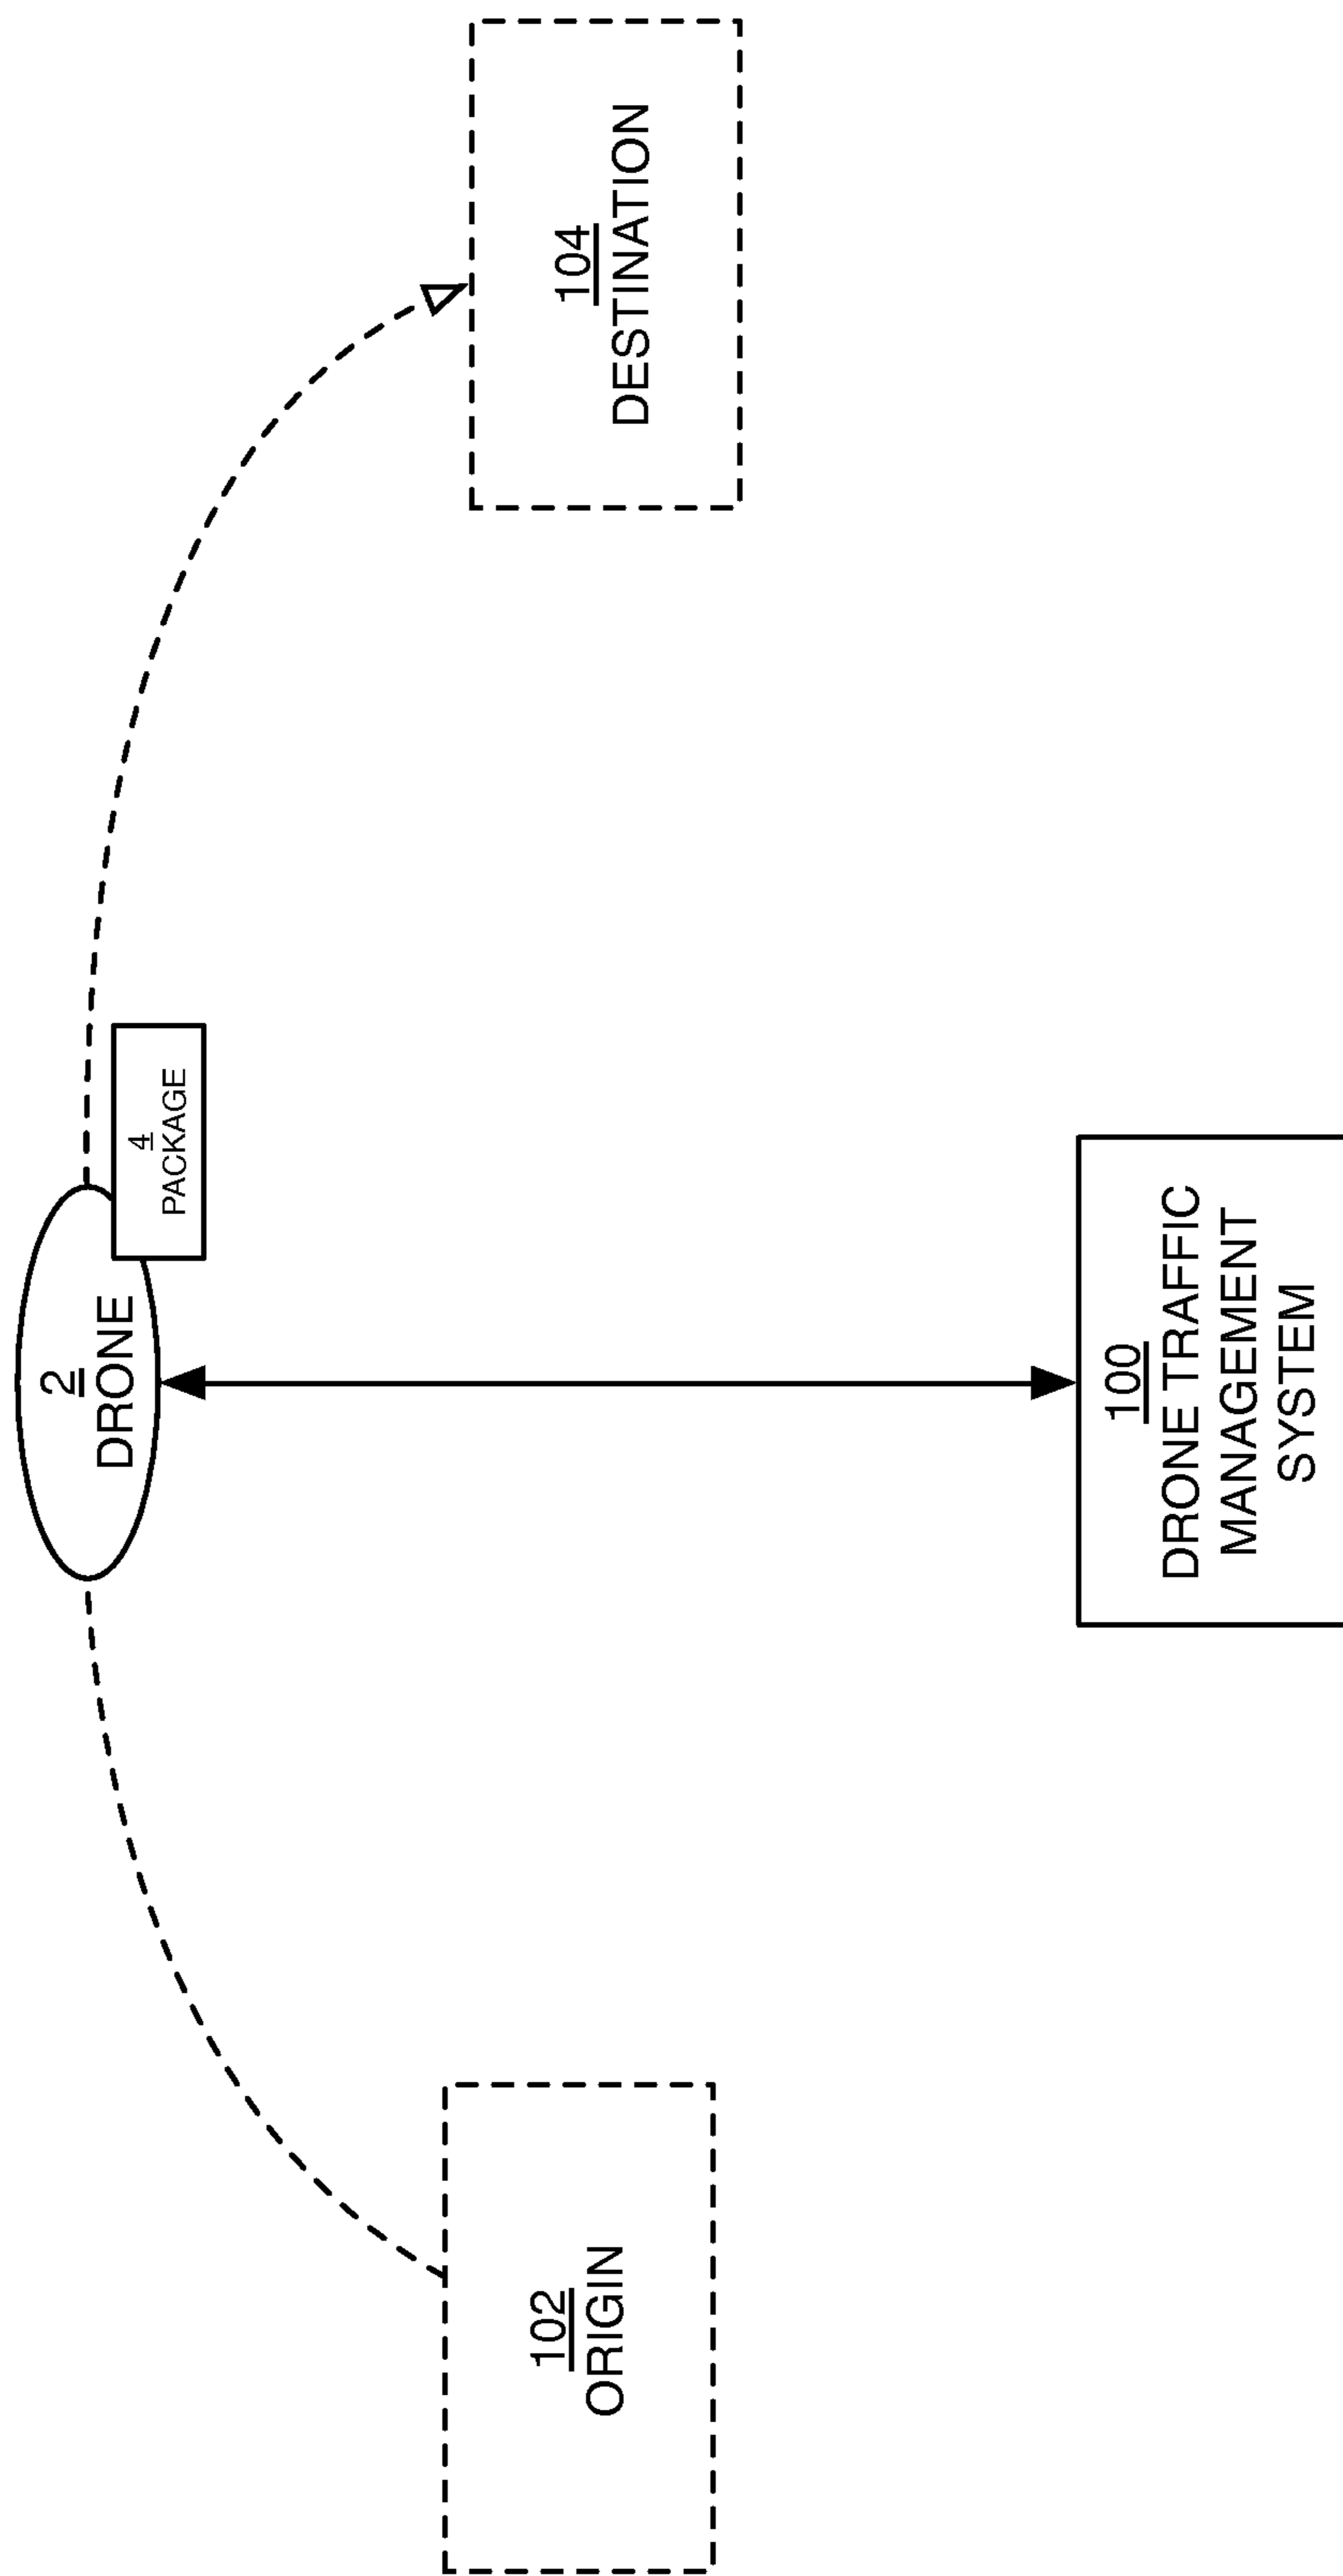 2
DRONE
4
PACKAGE
102
ORIGIN
104
DESTINATION
100
DRONE TRAFFIC
MANAGEMENT
SYSTEM